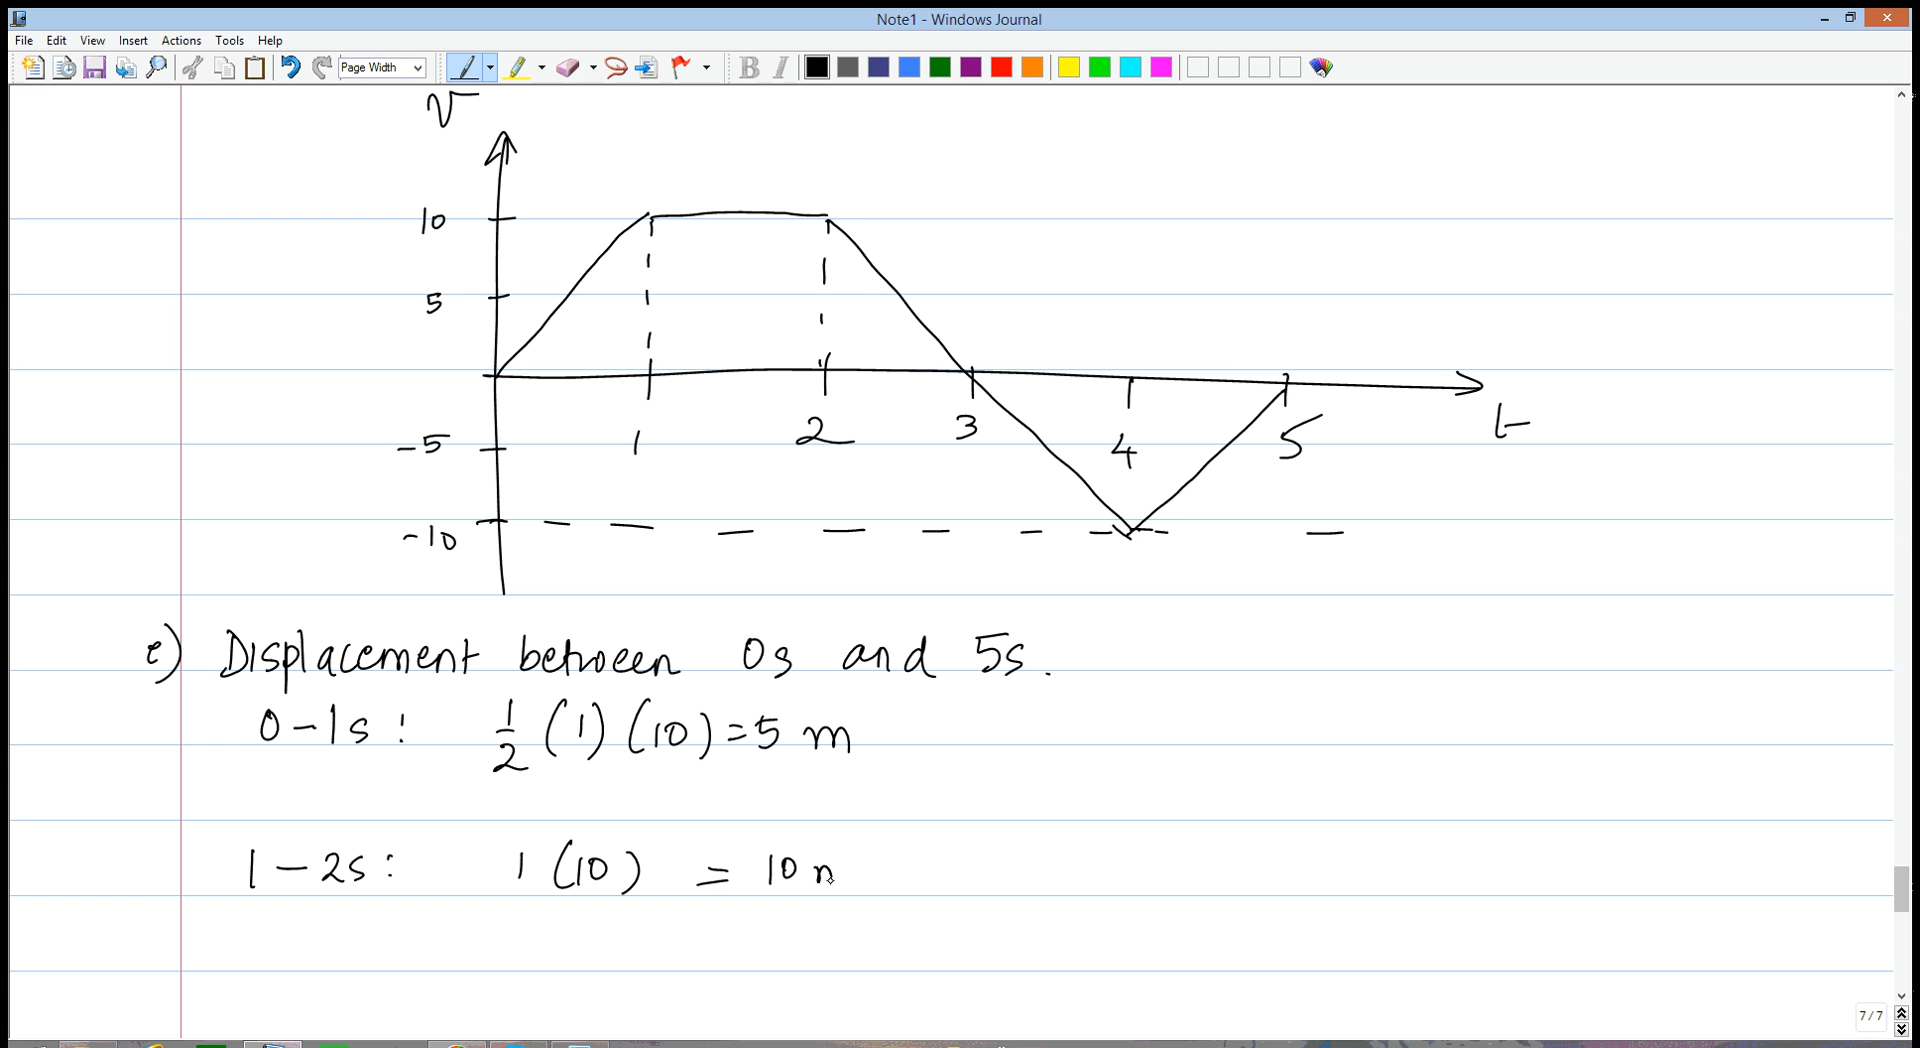 Note1 - Windows Journal
File Edit View Insert Actions Tools Help
Page Width B I
V
10
5
-5
-10
1 2 3 4 5
t
e) Displacement between 0s and 5s.
0-1s: 1/2 (1) (10) = 5 m
1-2s: 1 (10) = 10 n
7/7